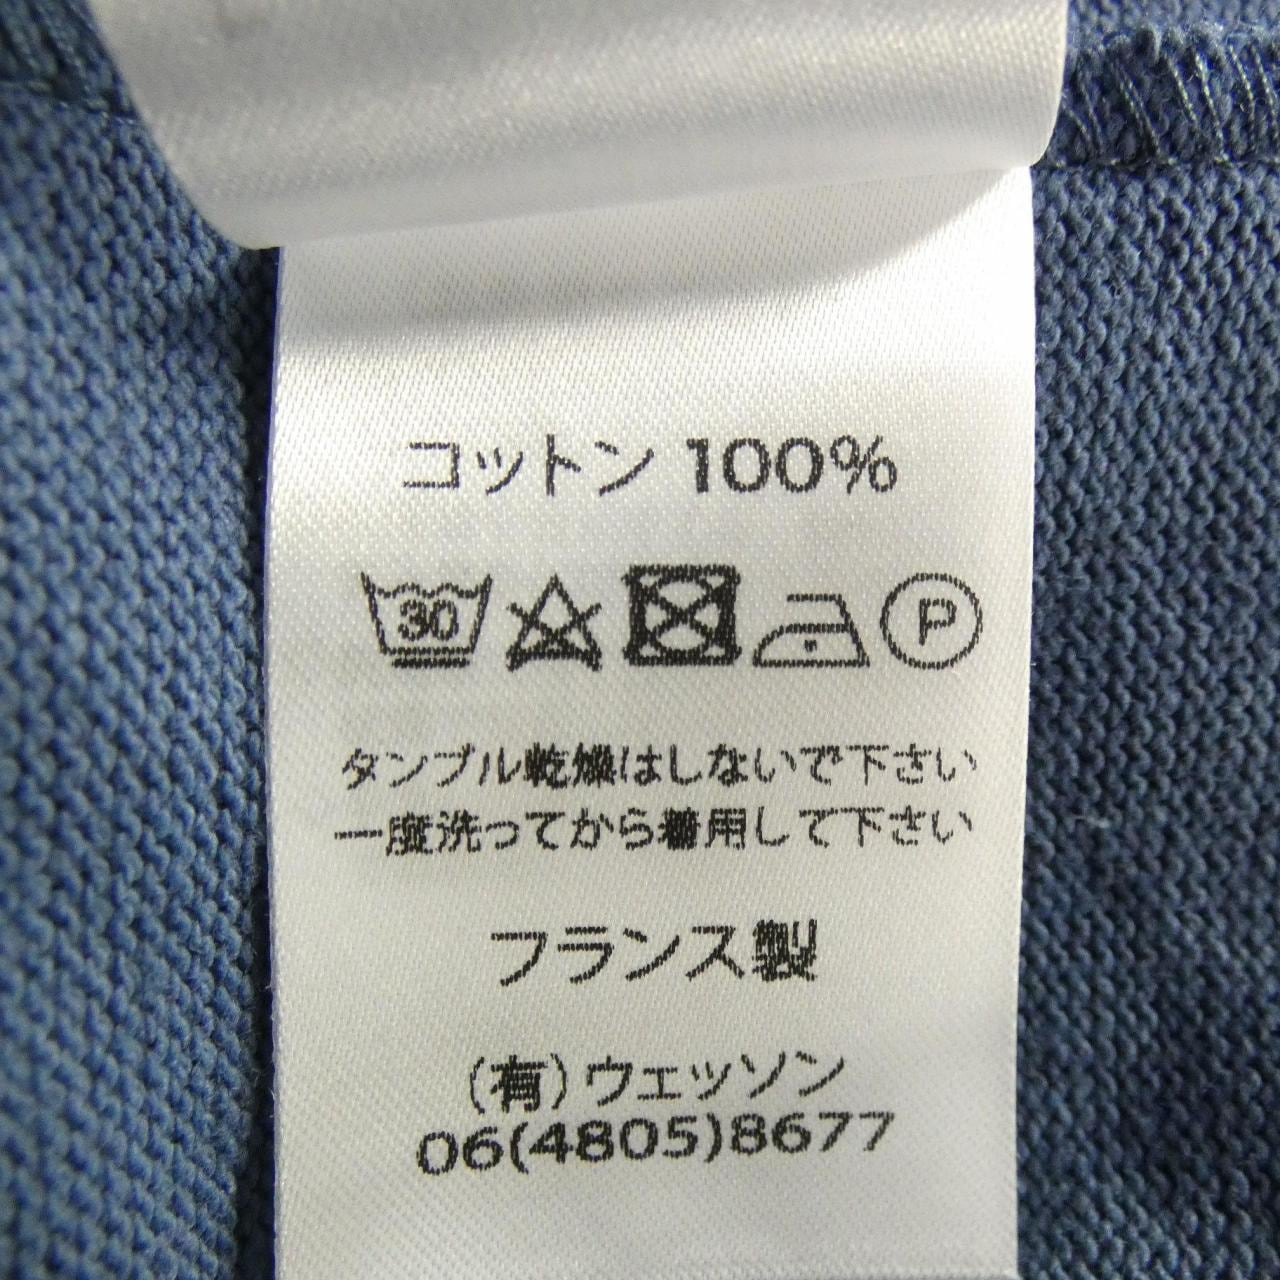 コットン 100%
30
P
タンブル乾燥はしないで下さい
一度洗ってから着用して下さい
フランス製
(有)ウェッソン
06(4805)8677